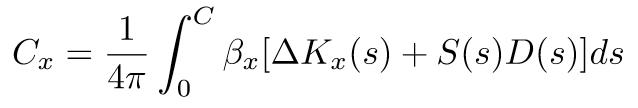 C_x = \frac{1}{4\pi} \int_0^C \beta_x [\Delta K_x(s) + S(s)D(s)] ds